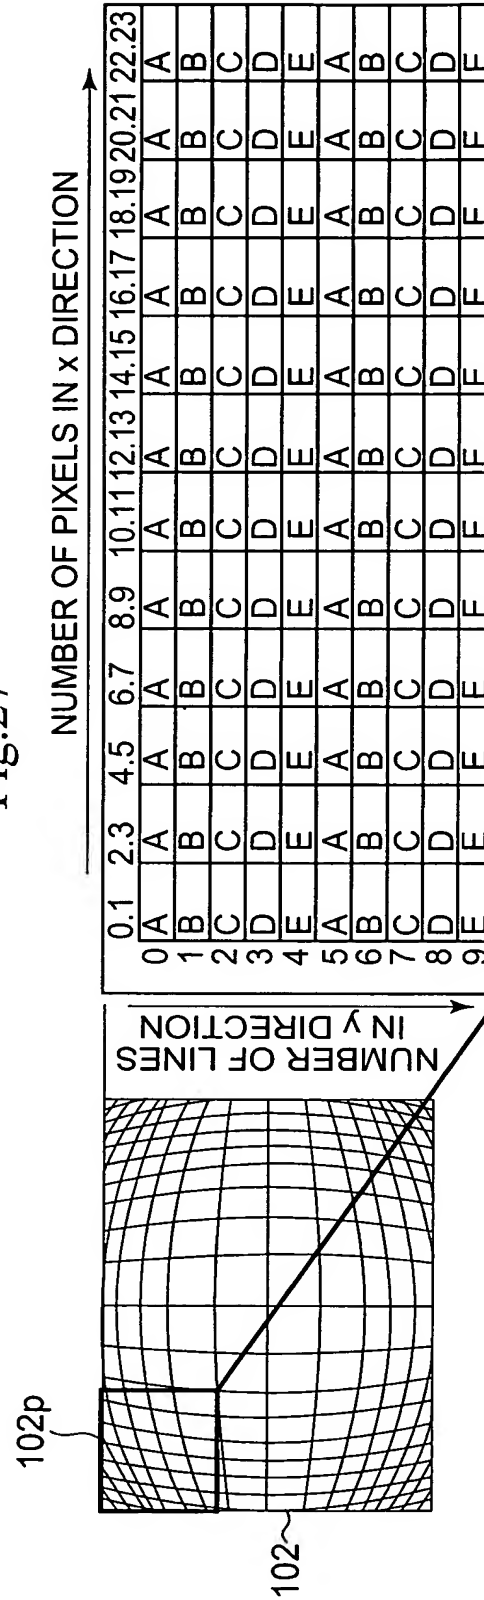 Fig.27
NUMBER OF PIXELS IN x DIRECTION
0.1 2.3 4.5 6.7 8.9 10.11 12.13 14.15 16.17 18.19 20.21 22.23
0 A A A A A A A A A A A A
1 B B B B B B B B B B B B
2 C C C C C C C C C C C C
3 D D D D D D D D D D D D
4 E E E E E E E E E E E E
5 A A A A A A A A A A A A
6 B B B B B B B B B B B B
7 C C C C C C C C C C C C
8 D D D D D D D D D D D D
9 E E E E E E E E E E E E
NUMBER OF LINES
IN y DIRECTION
102p
102